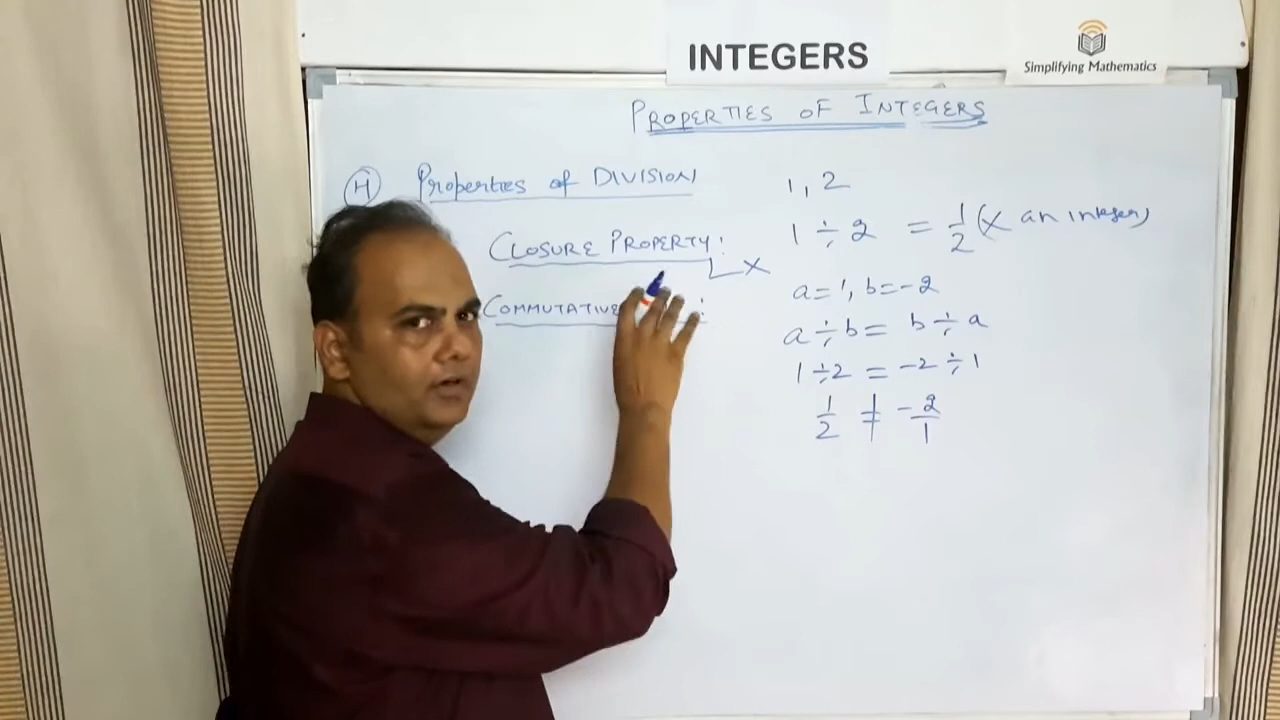 INTEGERS
Simplifying Mathematics
PROPERTIES OF INTEGERS
(H) Properties of DIVISION
CLOSURE PROPERTY:
X
COMMUTATIVE :
1, 2
1 ÷ 2 = 1/2 (X an integer)
a=1, b=-2
a ÷ b = b ÷ a
1 ÷ 2 = -2 ÷ 1
1/2 ≠ -2/1